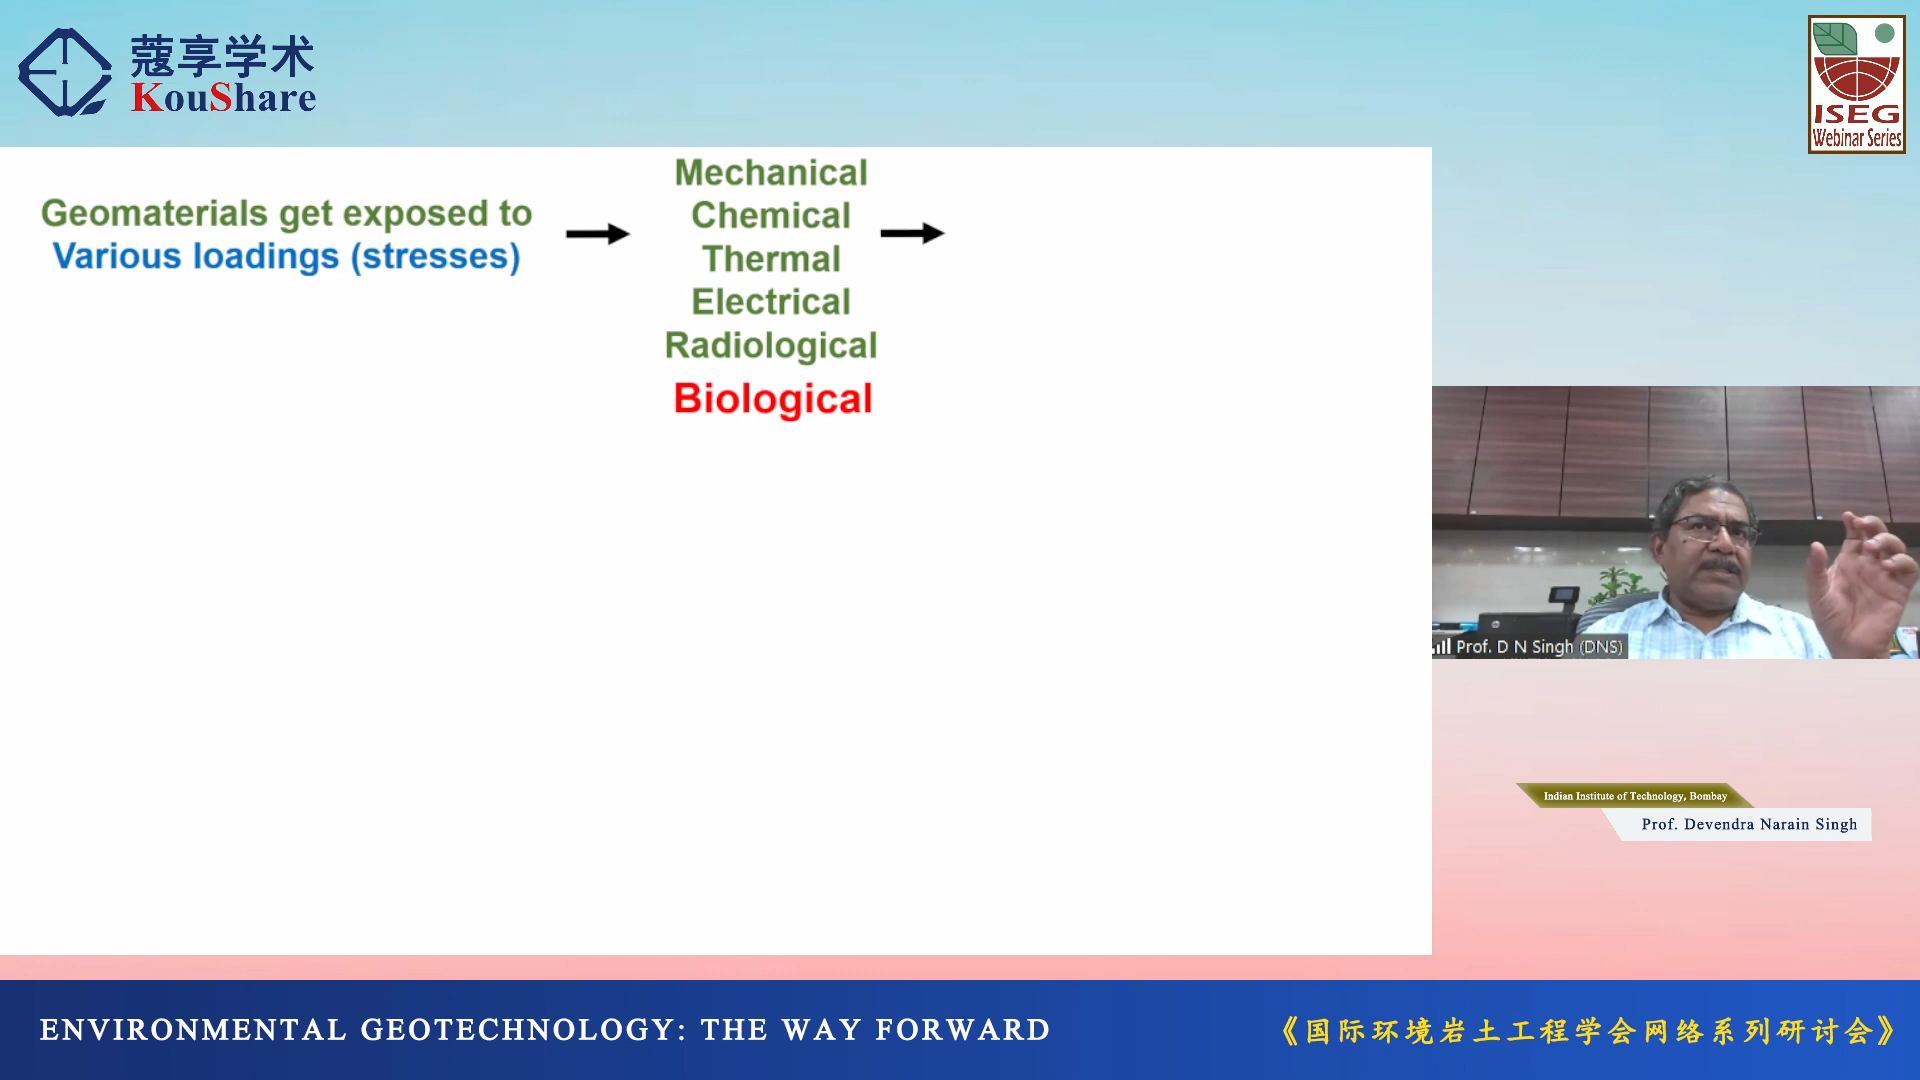 蔻享学术
KouShare
ISEG
Webinar Series
Geomaterials get exposed to
Various loadings (stresses)
Mechanical
Chemical
Thermal
Electrical
Radiological
Biological
Prof. D N Singh (DNS)
Indian Institute of Technology, Bombay
Prof. Devendra Narain Singh
ENVIRONMENTAL GEOTECHNOLOGY: THE WAY FORWARD
《国际环境岩土工程学会网络系列研讨会》